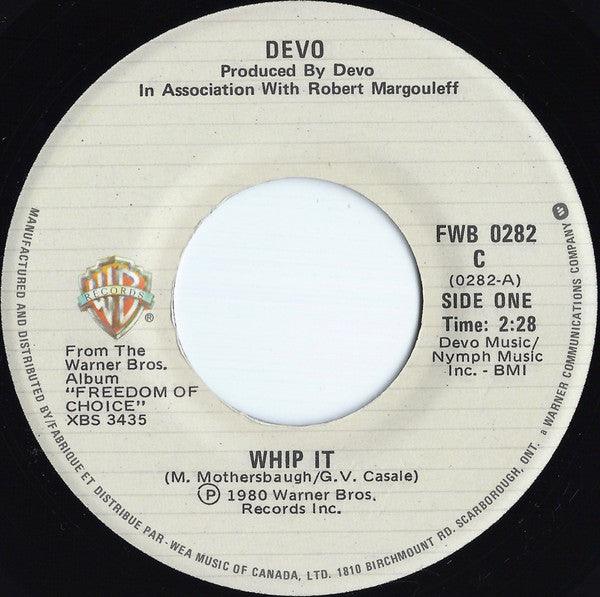 DEVO
Produced By Devo
In Association With Robert Margouleff
WB
RECORDS
®
From The
Warner Bros.
Album
"FREEDOM OF
CHOICE"
XBS 3435
FWB 0282
C
(0282-A)
SIDE ONE
Time: 2:28
Devo Music/
Nymph Music
Inc. - BMI
WHIP IT
(M. Mothersbaugh/G.V. Casale)
Ⓟ 1980 Warner Bros.
Records Inc.
MANUFACTURED AND DISTRIBUTED BY/FABRIQUE ET DISTRIBUE PAR -WEA MUSIC OF CANADA, LTD. 1810 BIRCHMOUNT RD. SCARBOROUGH, ONT. a WARNER COMMUNICATIONS COMPANY